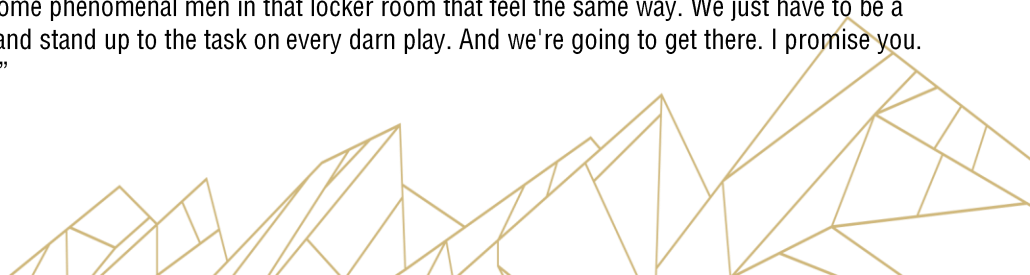 ome phenomenal men in that locker room that feel the same way. We just have to be a
and stand up to the task on every darn play. And we're going to get there. I promise you.
”